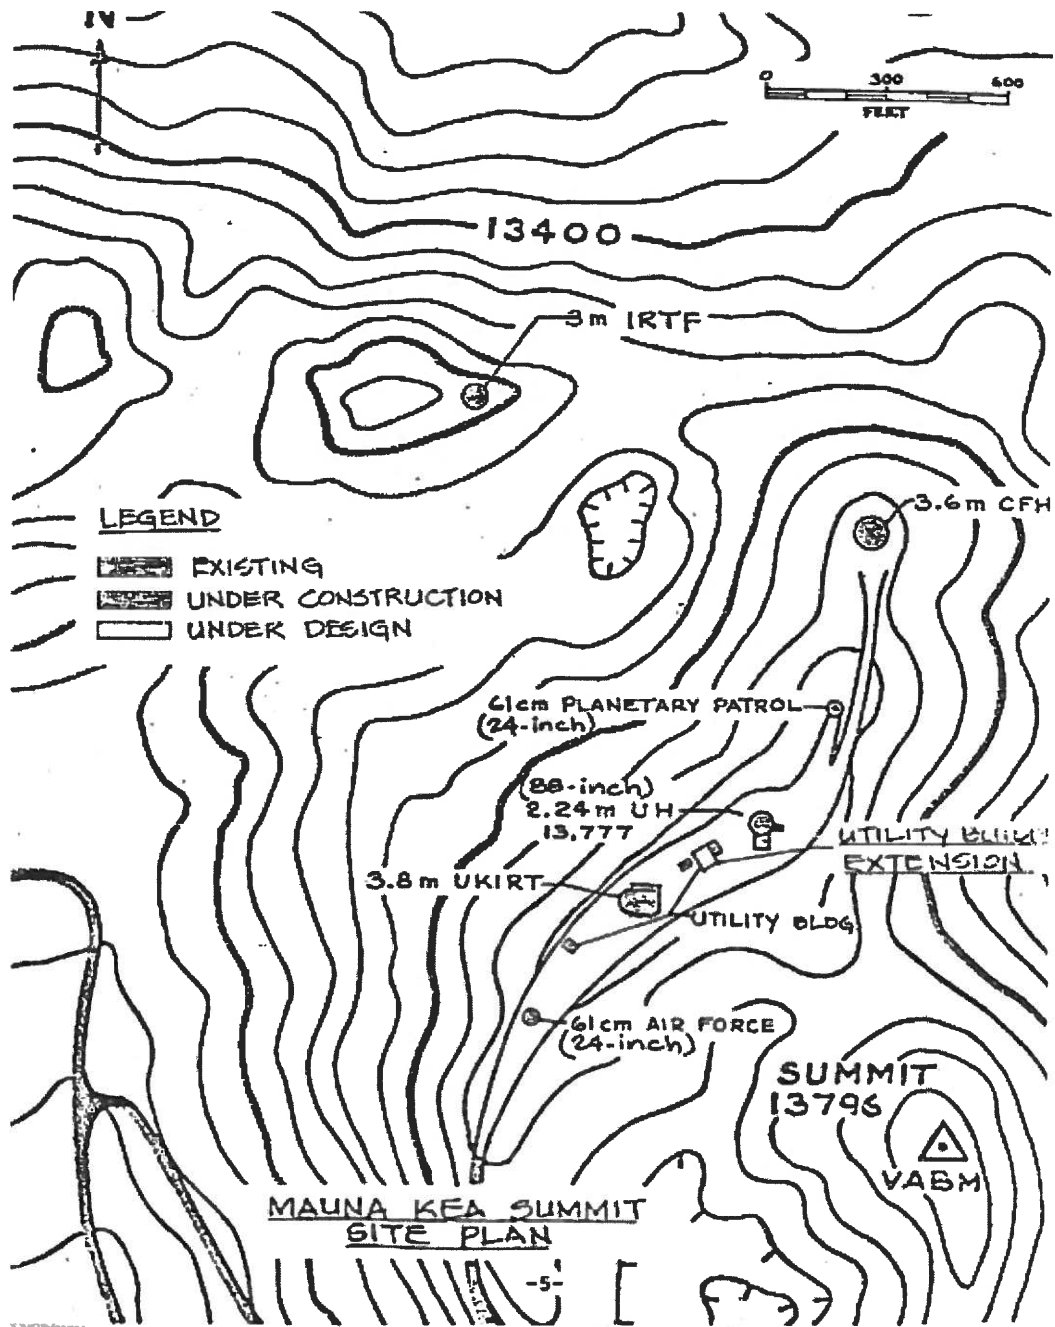 N
0 300 600
FEET
13400
3m IRTF
3.6m CFH
LEGEND
EXISTING
UNDER CONSTRUCTION
UNDER DESIGN
61cm PLANETARY PATROL
(24-inch)
(88-inch)
2.24m UH
13,777
UTILITY
EXTENSION
3.8m UKIRT
UTILITY BLDG
61cm AIR FORCE
(24-inch)
SUMMIT
13796
VABM
MAUNA KEA SUMMIT
SITE PLAN
-5-